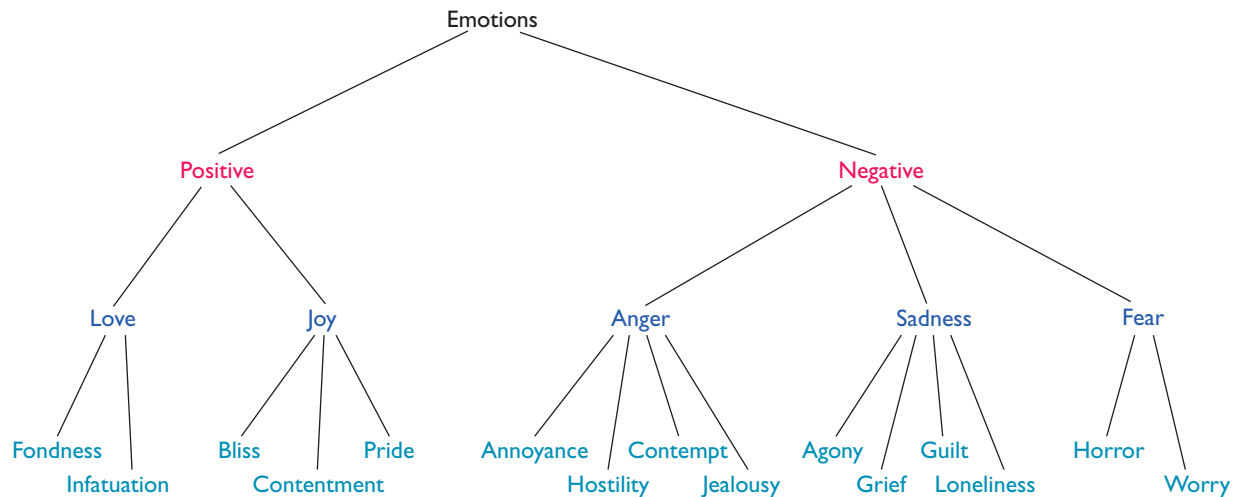 Emotions
Positive Negative
Love Joy Anger Sadness Fear
Fondness Bliss Pride Annoyance Contempt Agony Guilt Horror
Infatuation Contentment Hostility Jealousy Grief Loneliness Worry